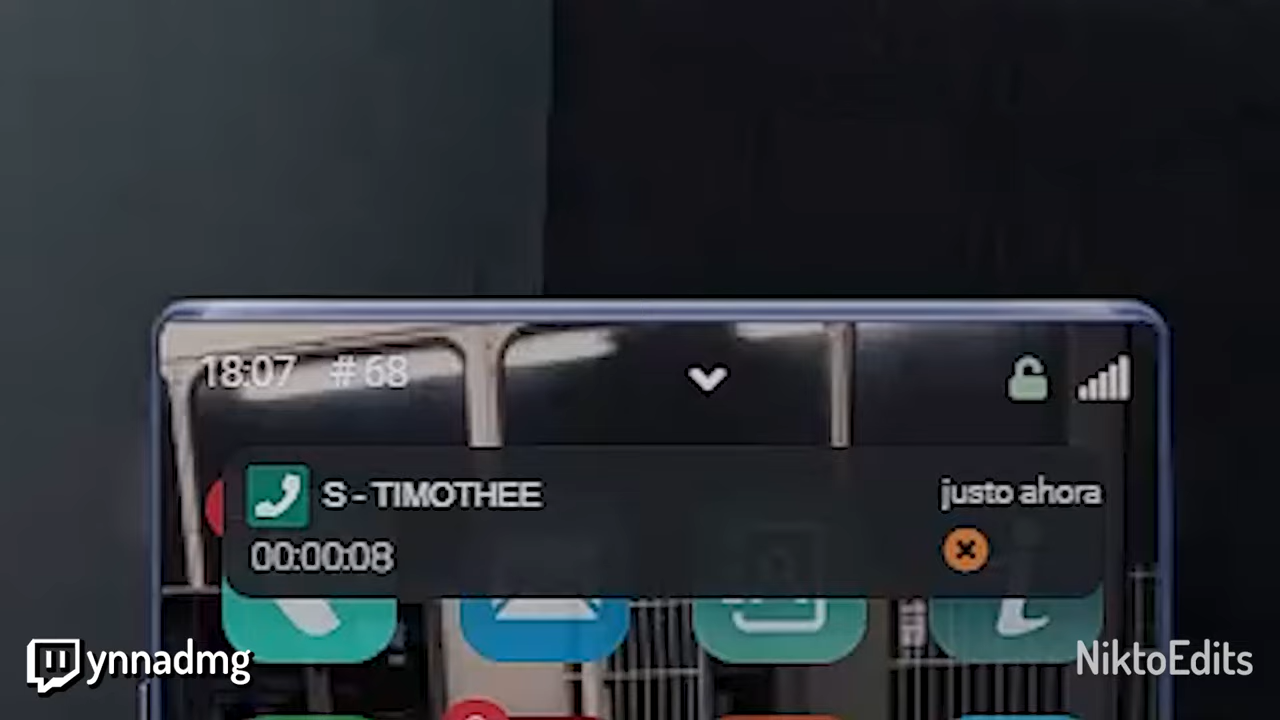 18:07 #68
S - TIMOTHEE
justo ahora
00:00:08
ynnadmg
NiktoEdits